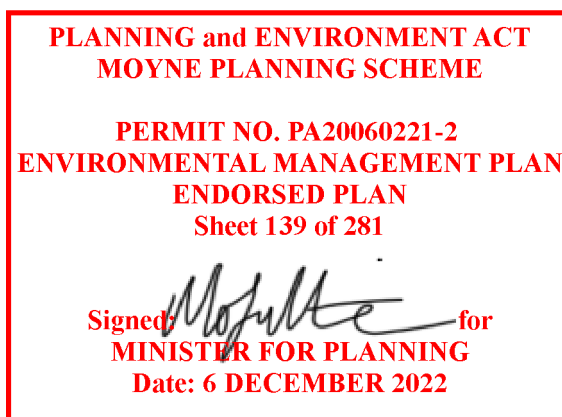 PLANNING and ENVIRONMENT ACT
MOYNE PLANNING SCHEME
PERMIT NO. PA20060221-2
ENVIRONMENTAL MANAGEMENT PLAN
ENDORSED PLAN
Sheet 139 of 281
Signed: for
MINISTER FOR PLANNING
Date: 6 DECEMBER 2022